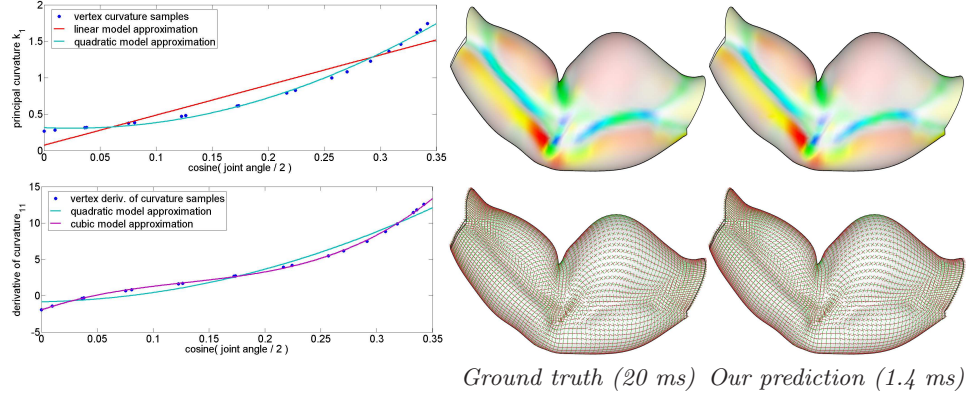 2
1.5
1
0.5
0
principal curvature k1
vertex curvature samples
linear model approximation
quadratic model approximation
0 0.05 0.1 0.15 0.2 0.25 0.3 0.35
cosine( joint angle / 2 )
15
10
5
0
-5
derivative of curvature11
vertex deriv. of curvature samples
quadratic model approximation
cubic model approximation
0 0.05 0.1 0.15 0.2 0.25 0.3 0.35
cosine( joint angle / 2 )
Ground truth (20 ms) Our prediction (1.4 ms)